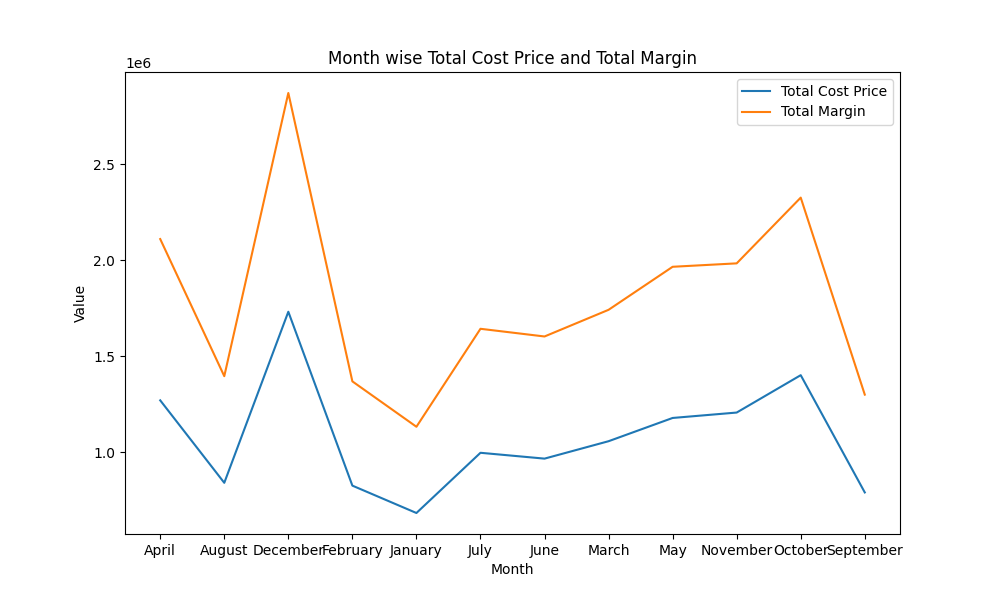 Month wise Total Cost Price and Total Margin
1e6
Total Cost Price
Total Margin
2.5
2.0
1.5
1.0
Value
April August December February January July June March May November October September
Month